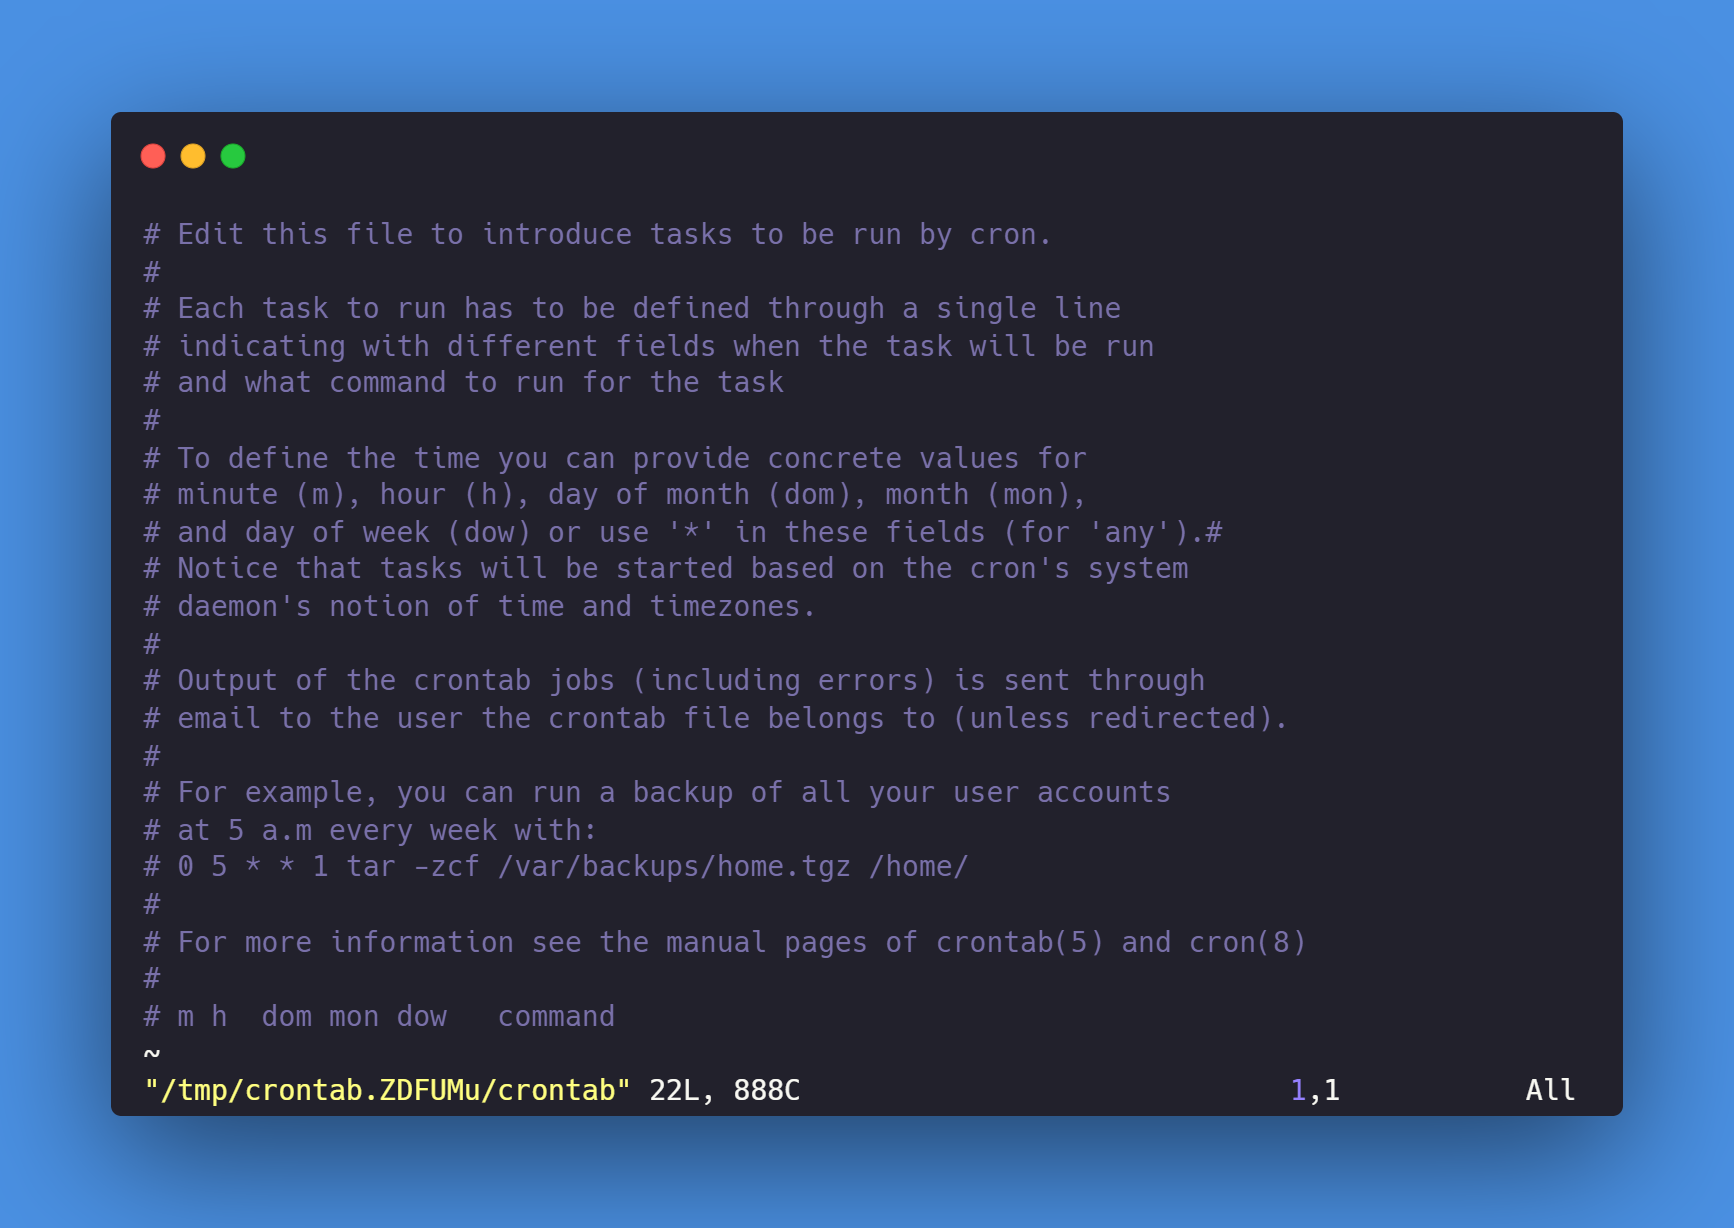 # Edit this file to introduce tasks to be run by cron.
#
# Each task to run has to be defined through a single line
# indicating with different fields when the task will be run
# and what command to run for the task
#
# To define the time you can provide concrete values for
# minute (m), hour (h), day of month (dom), month (mon),
# and day of week (dow) or use '*' in these fields (for 'any').#
# Notice that tasks will be started based on the cron's system
# daemon's notion of time and timezones.
#
# Output of the crontab jobs (including errors) is sent through
# email to the user the crontab file belongs to (unless redirected).
#
# For example, you can run a backup of all your user accounts
# at 5 a.m every week with:
# 0 5 * * 1 tar -zcf /var/backups/home.tgz /home/
#
# For more information see the manual pages of crontab(5) and cron(8)
#
# m h  dom mon dow   command
~
"/tmp/crontab.ZDFUMu/crontab" 22L, 888C 1,1 All